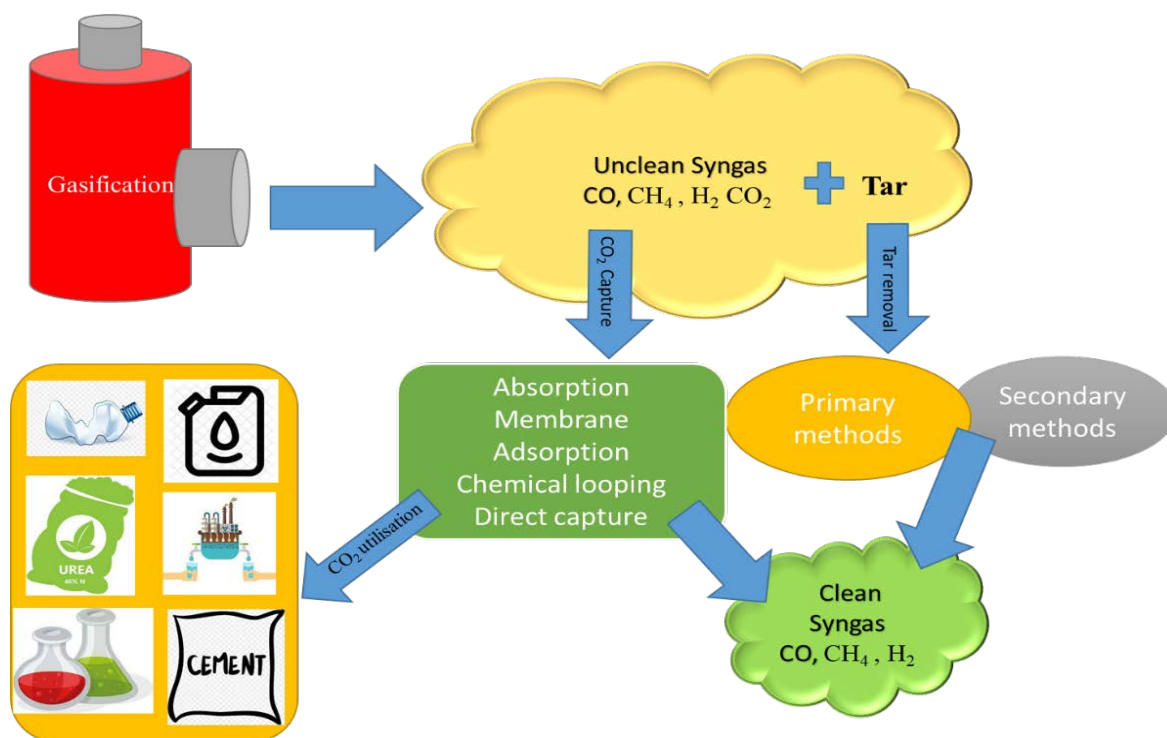 Gasification
Unclean Syngas
CO, CH₄ , H₂ CO₂
Tar
CO₂ Capture
Tar removal
Absorption
Membrane
Adsorption
Chemical looping
Direct capture
Primary
methods
Secondary
methods
CO₂ utilisation
UREA
46% N
CEMENT
Clean
Syngas
CO, CH₄ , H₂